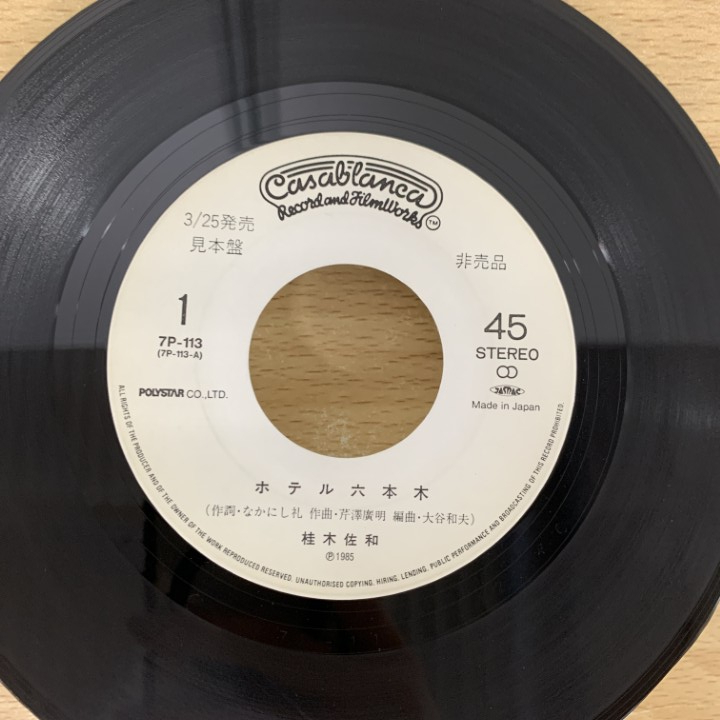 Casablanca
Record and FilmWorks TM
3/25発売
見本盤
非売品
1
7P-113
(7P-113-A)
45
STEREO
POLYSTAR CO.,LTD.
JASRAC
Made in Japan
ホテル六本木
(作詞・なかにし礼 作曲・芹澤廣明 編曲・大谷和夫)
桂木佐和
Ⓟ1985
ALL RIGHTS OF THE PRODUCER AND OF THE OWNER OF THE WORK REPRODUCED RESERVED. UNAUTHORISED COPYING, HIRING, LENDING, PUBLIC PERFORMANCE AND BROADCASTING OF THIS RECORD PROHIBITED.